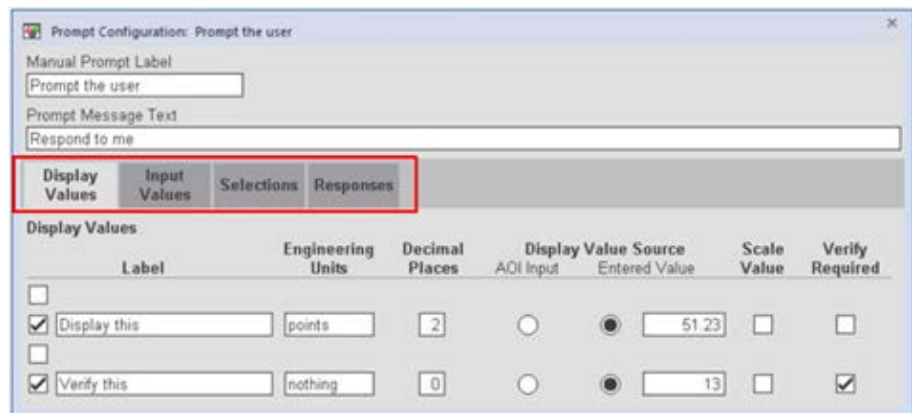 Prompt Configuration: Prompt the user
Manual Prompt Label
Prompt the user
Prompt Message Text
Respond to me
Display Values Input Values Selections Responses
Display Values
Label Engineering Units Decimal Places Display Value Source AOI Input Entered Value Scale Value Verify Required
Display this points 2 51.23
Verify this nothing 0 13